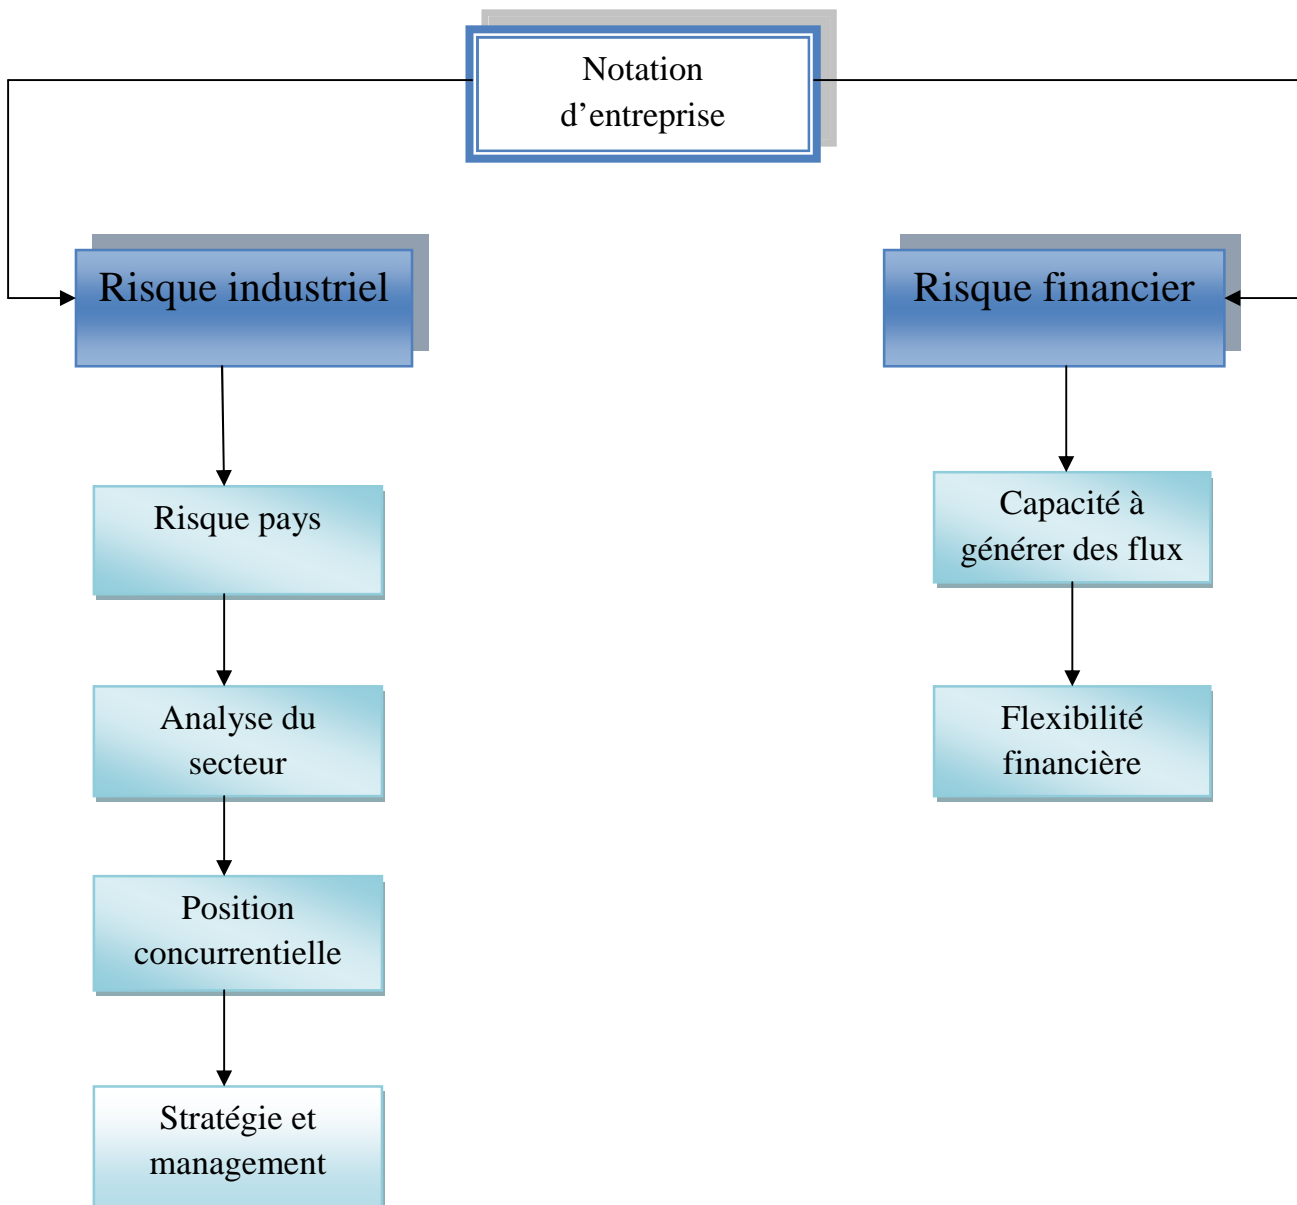 Notation
d’entreprise
Risque industriel
Risque financier
Risque pays
Capacité à
générer des flux
Analyse du
secteur
Flexibilité
financière
Position
concurrentielle
Stratégie et
management